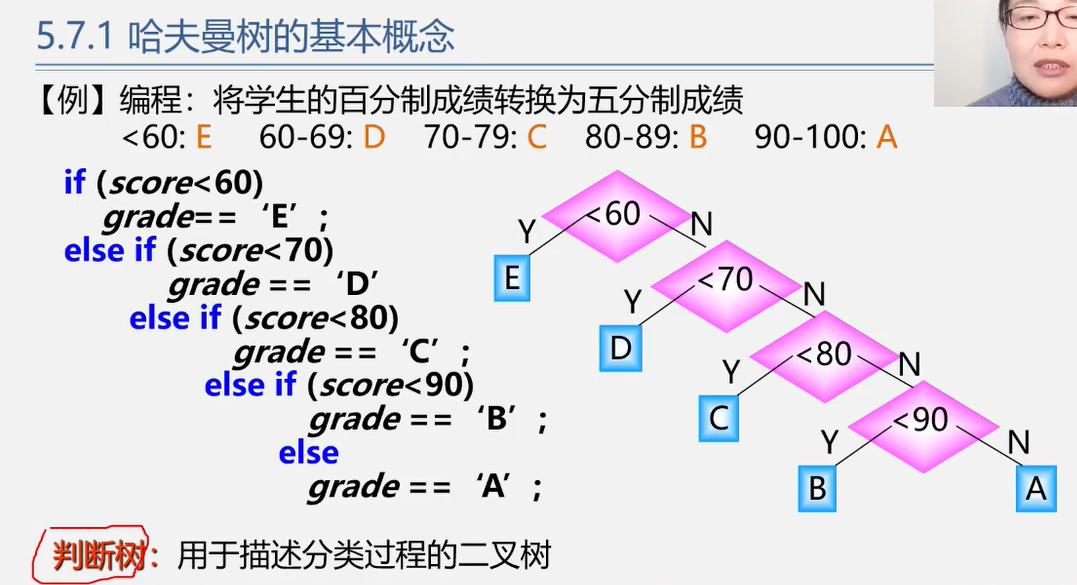 5.7.1 哈夫曼树的基本概念
【例】编程：将学生的百分制成绩转换为五分制成绩
<60: E 60-69: D 70-79: C 80-89: B 90-100: A
if (score<60)
grade== ‘E’ ;
else if (score<70)
grade == ‘D’
else if (score<80)
grade == ‘C’ ;
else if (score<90)
grade == ‘B’ ;
else
grade == ‘A’ ;
<60
Y
N
E
<70
Y
N
D
<80
Y
N
C
<90
Y
N
B
A
判断树：用于描述分类过程的二叉树